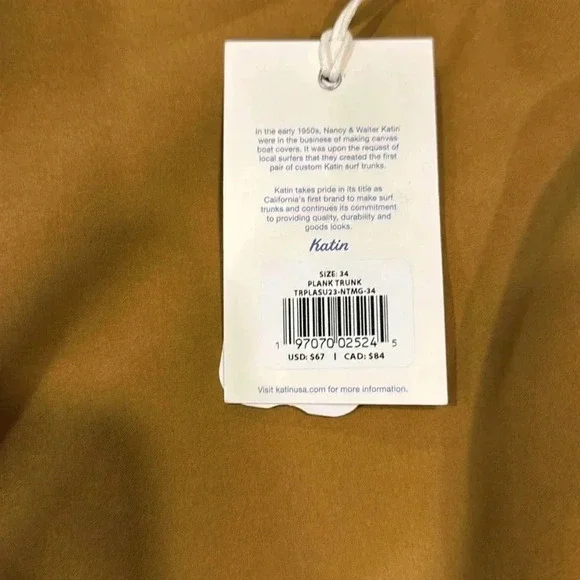 In the early 1950s, Nancy & Walter Katin
were in the business of making canvas
boat covers. It was upon the request of
local surfers that they created the first
pair of custom Katin surf trunks.
Katin takes pride in its title as
California's first brand to make surf
trunks and continues its commitment
to providing quality, durability and
goods looks.
Katin
SIZE: 34
PLANK TRUNK
TRPLASU23-NTMG-34
1 97070 02524 5
USD: $67 | CAD: $84
Visit katinusa.com for more information.